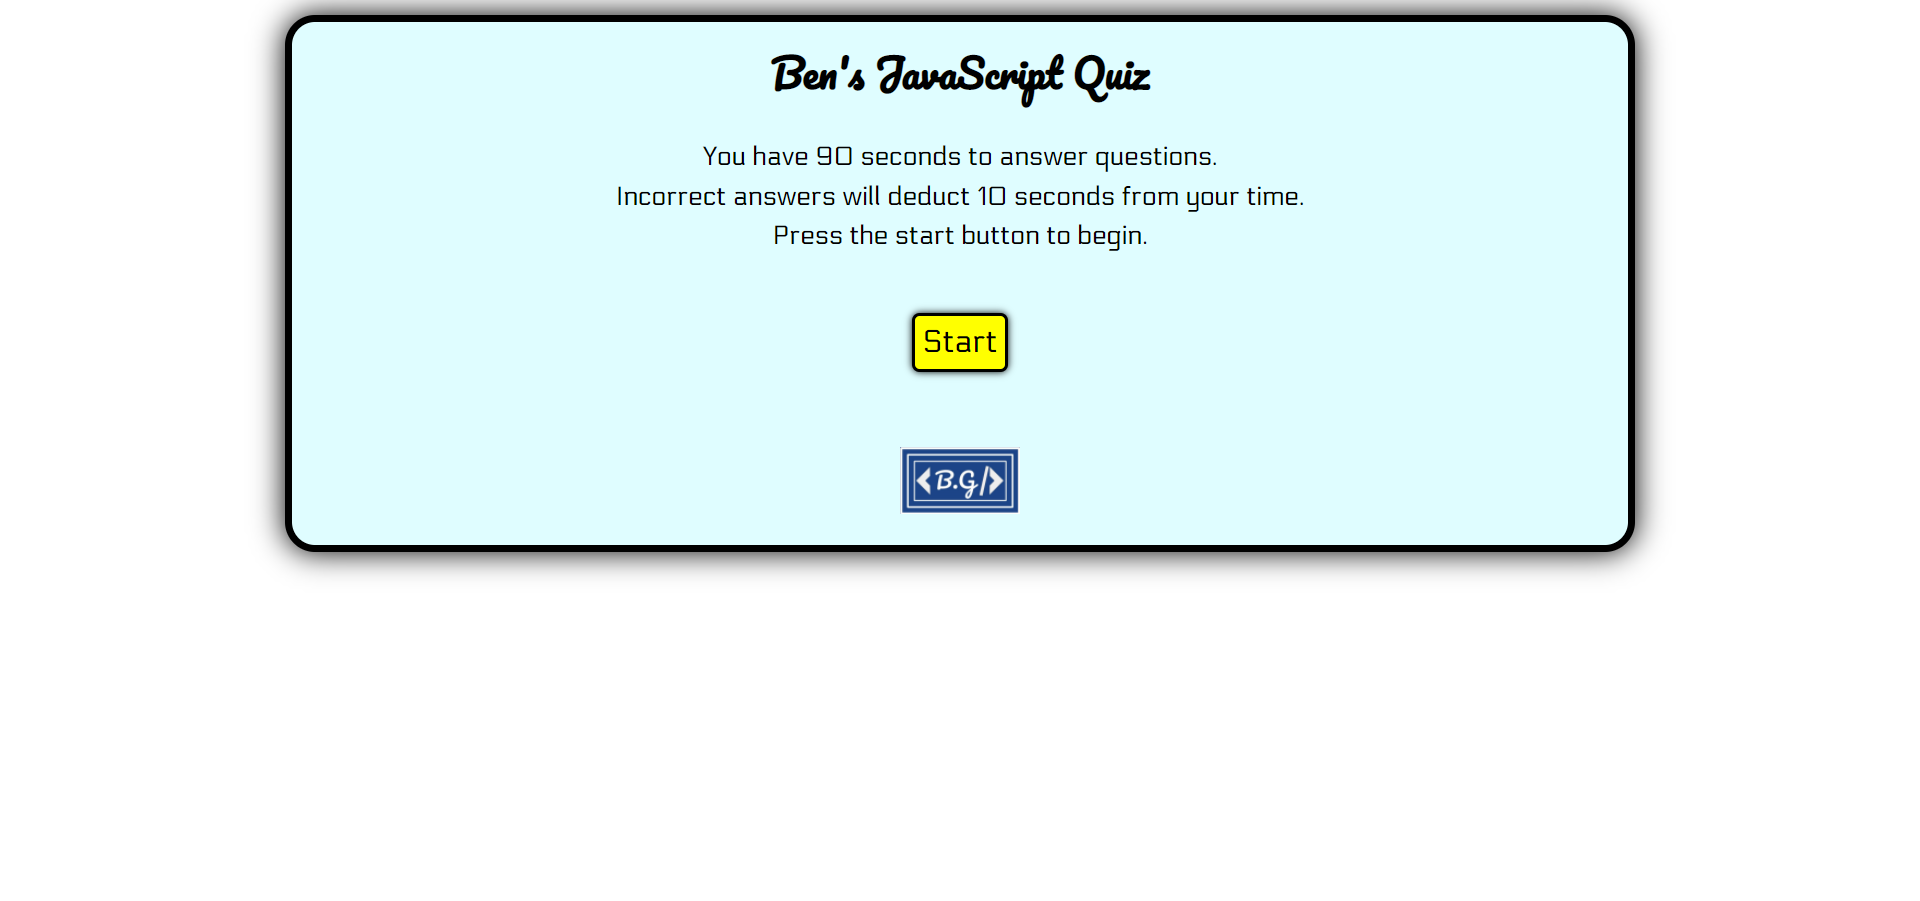 Ben's JavaScript Quiz
You have 90 seconds to answer questions.
Incorrect answers will deduct 10 seconds from your time.
Press the start button to begin.
Start
<B.G/>